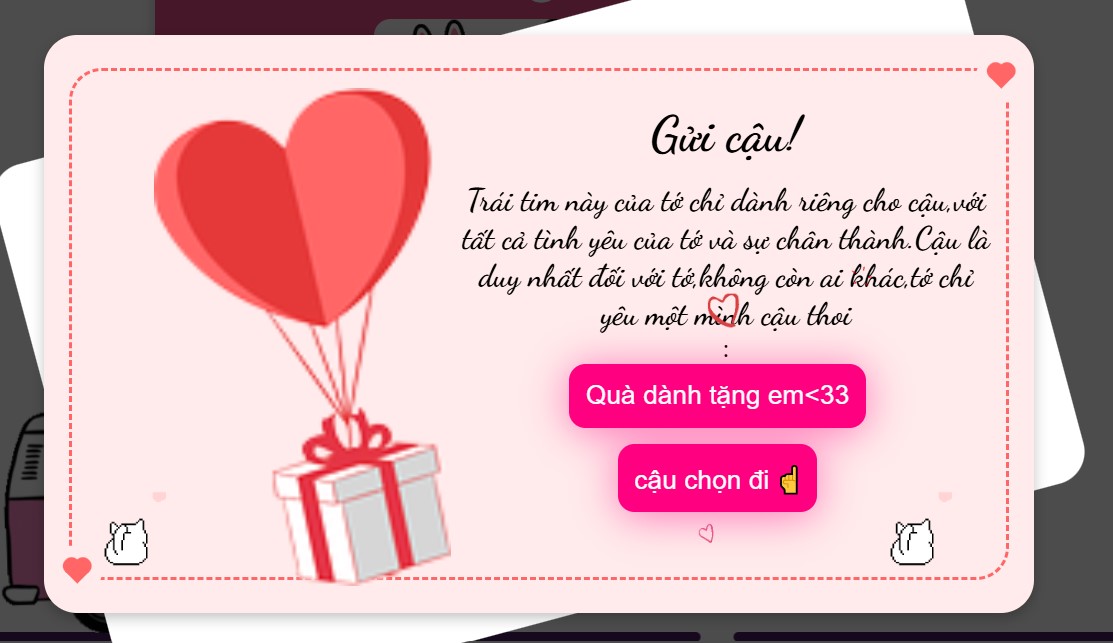 Gửi cậu!
Trái tim này của tớ chỉ dành riêng cho cậu,với
tất cả tình yêu của tớ và sự chân thành.Cậu là
duy nhất đối với tớ,không còn ai khác,tớ chỉ
yêu một mình cậu thoi
:
Quà dành tặng em<33
cậu chọn đi ☝